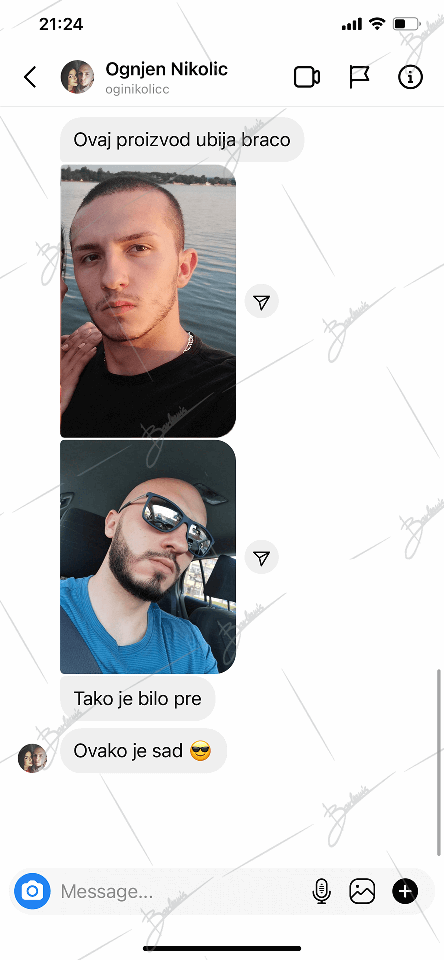 21:24
Ognjen Nikolic
oginikolicc
Ovaj proizvod ubija braco
Tako je bilo pre
Ovako je sad 😎
Message...